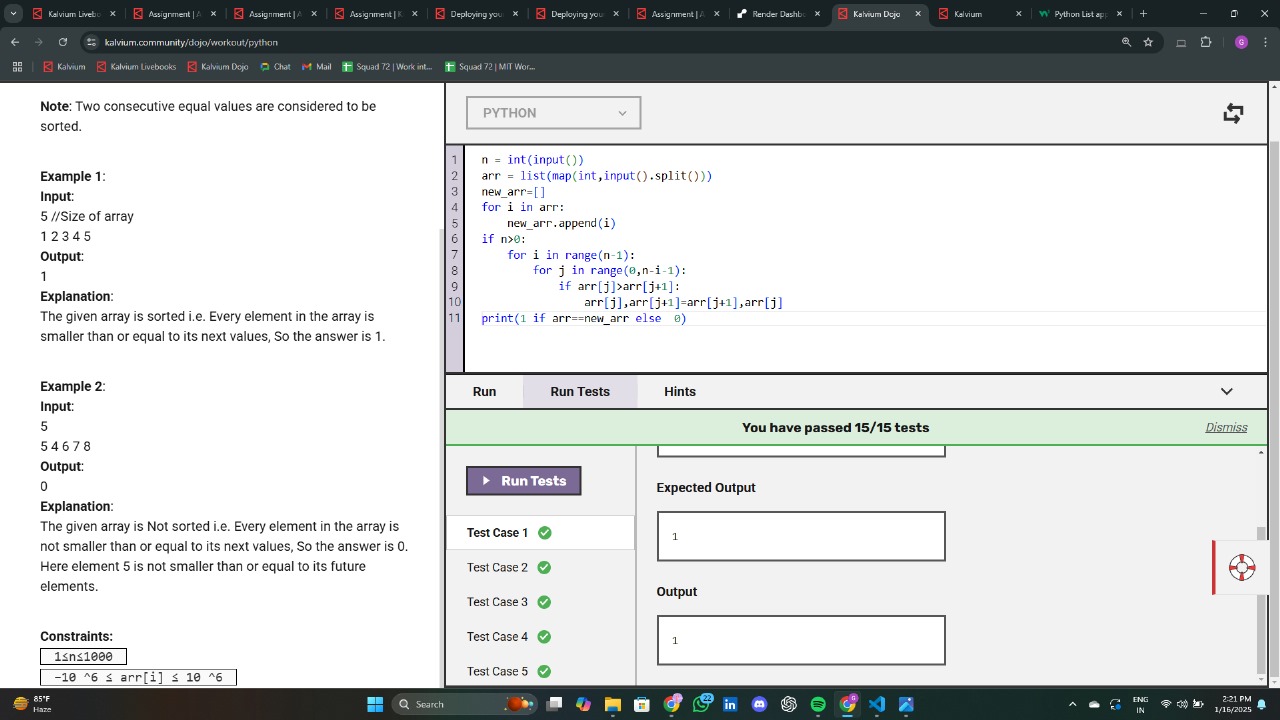 Kalvin Livebo
Assignment | A
Assignment | A
Assignment | K
Deploying your
Deploying your
Assignment | A
Render Dashbo
Kalvium Dojo
Kalvium
Python List app
kalvium.community/dojo/workout/python
Kalvium
Kalvium Livebooks
Kalvium Dojo
Chat
Mail
Squad 72 | Work int...
Squad 72 | MIT Wor...
Note: Two consecutive equal values are considered to be
sorted.
Example 1:
Input:
5 //Size of array
1 2 3 4 5
Output:
1
Explanation:
The given array is sorted i.e. Every element in the array is
smaller than or equal to its next values, So the answer is 1.
Example 2:
Input:
5
5 4 6 7 8
Output:
0
Explanation:
The given array is Not sorted i.e. Every element in the array is
not smaller than or equal to its next values, So the answer is 0.
Here element 5 is not smaller than or equal to its future
elements.
Constraints:
1≤n≤1000
-10 ^6 ≤ arr[i] ≤ 10 ^6
PYTHON
1 n = int(input())
2 arr = list(map(int,input().split()))
3 new_arr=[]
4 for i in arr:
5 new_arr.append(i)
6 if n>0:
7 for i in range(n-1):
8 for j in range(0,n-i-1):
9 if arr[j]>arr[j+1]:
10 arr[j],arr[j+1]=arr[j+1],arr[j]
11 print(1 if arr==new_arr else 0)
Run
Run Tests
Hints
You have passed 15/15 tests
Dismiss
Run Tests
Test Case 1
Test Case 2
Test Case 3
Test Case 4
Test Case 5
Expected Output
1
Output
1
85°F
Haze
Search
22
ENG
IN
2:21 PM
1/16/2025